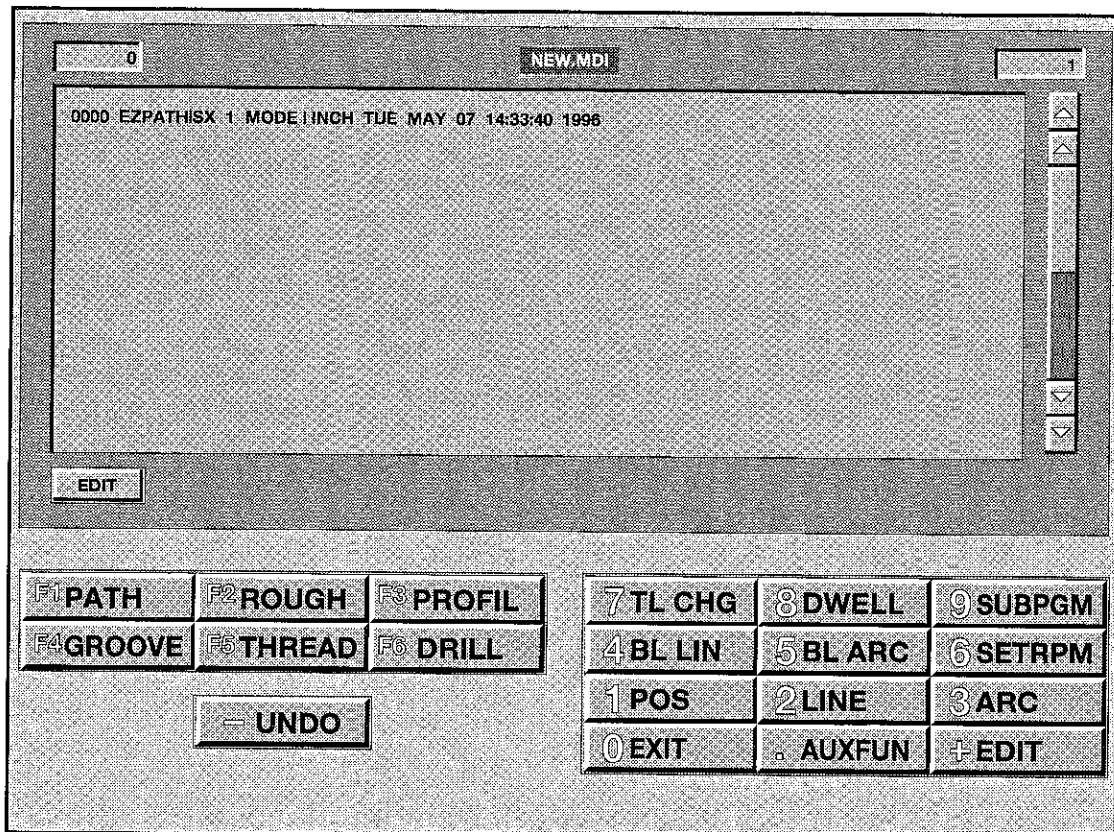 0 NEW.MDI 1
0000 EZPATH|SX 1 MODE | INCH TUE MAY 07 14:33:40 1996
EDIT
F1 PATH F2 ROUGH F3 PROFIL
F4 GROOVE F5 THREAD F6 DRILL
- UNDO
7 TL CHG 8 DWELL 9 SUBPGM
4 BL LIN 5 BL ARC 6 SETRPM
1 POS 2 LINE 3 ARC
0 EXIT . AUXFUN + EDIT